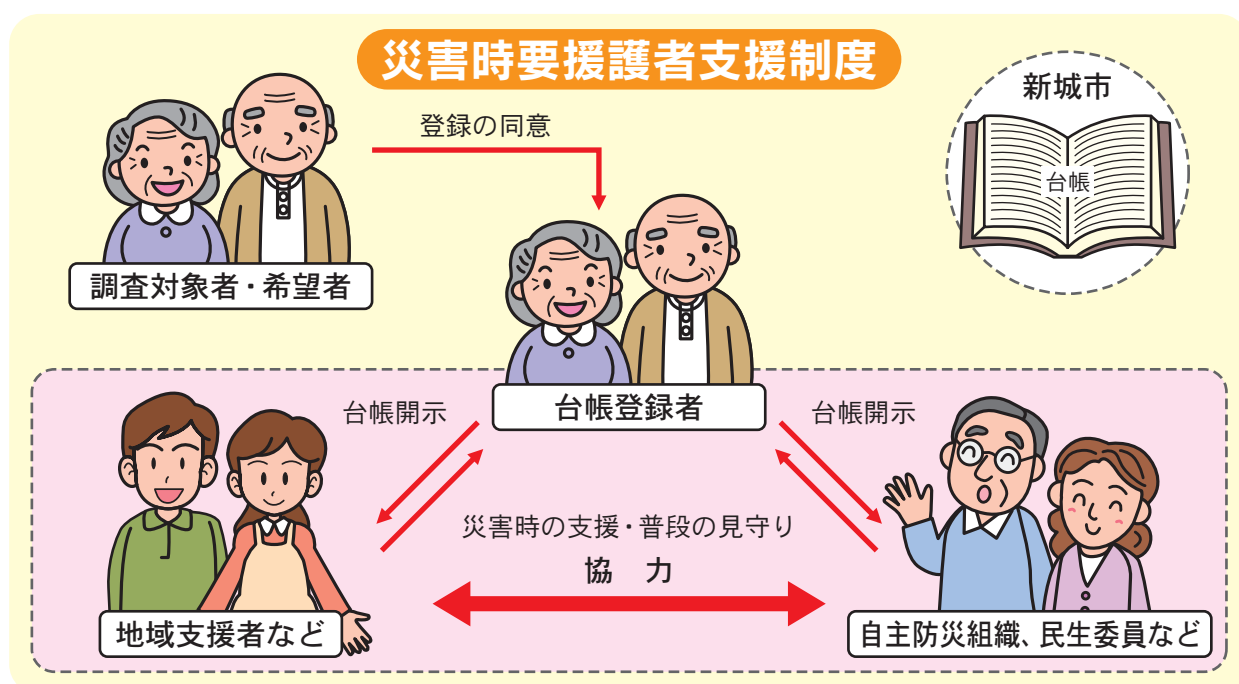 災害時要援護者支援制度
新城市
台帳
登録の同意
調査対象者・希望者
台帳登録者
台帳開示
台帳開示
災害時の支援・普段の見守り
協　力
地域支援者など
自主防災組織、民生委員など